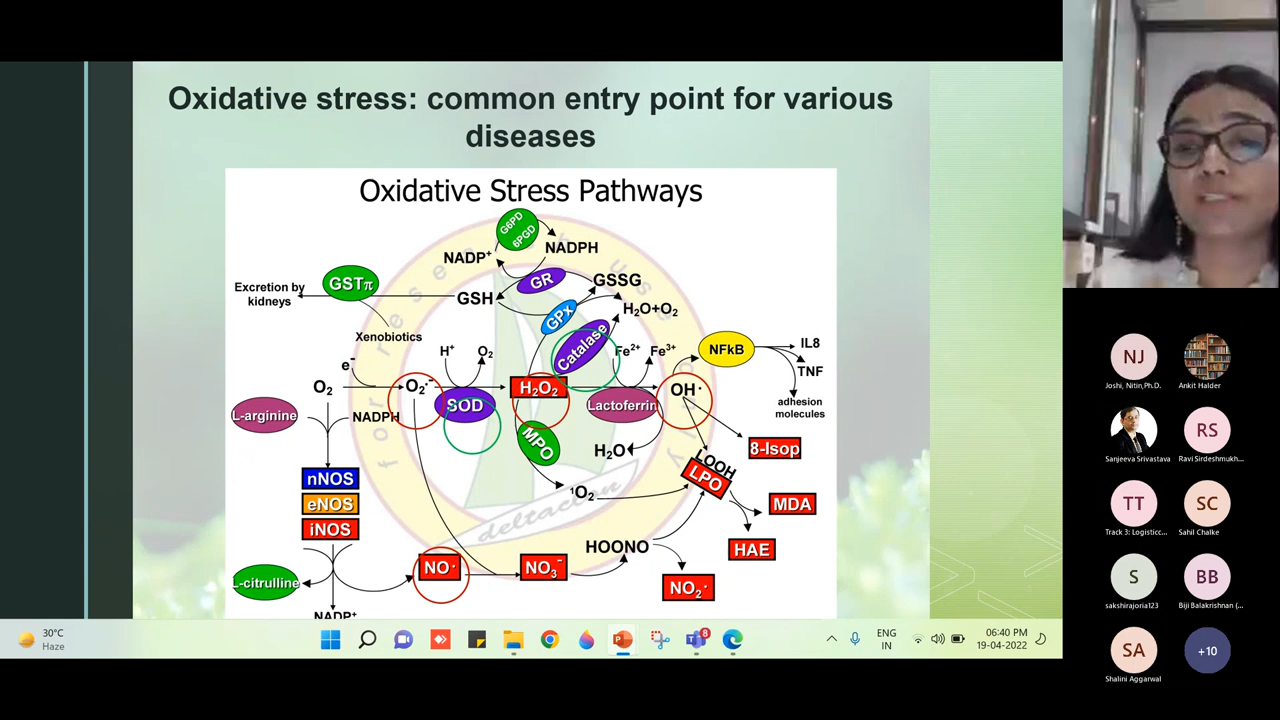 Oxidative stress: common entry point for various
diseases
Oxidative Stress Pathways
G6PD
6PGD
NADP⁺
NADPH
GR
GSSG
GSTπ
Excretion by
kidneys
GSH
GPx
H₂O+O₂
Xenobiotics
Catalase
H⁺
O₂
Fe²⁺
Fe³⁺
NFkB
IL8
TNF
adhesion
molecules
e⁻
O₂
O₂·⁻
SOD
H₂O₂
Lactoferrin
OH·
L-arginine
NADPH
MPO
H₂O
8-Isop
LOOH
LPO
nNOS
eNOS
iNOS
¹O₂
MDA
deltaclon
HOONO
HAE
L-citrulline
NO·
NO₃⁻
NO₂·
NADP⁺
30°C
Haze
8
ENG
IN
06:40 PM
19-04-2022
NJ
Joshi, Nitin,Ph.D.
Ankit Halder
Sanjeeva Srivastava
RS
Ravi Sirdeshmukh...
TT
Track 3: Logisticc...
SC
Sahil Chalke
S
sakshirajoria123
BB
Biji Balakrishnan (...
SA
Shalini Aggarwal
+10